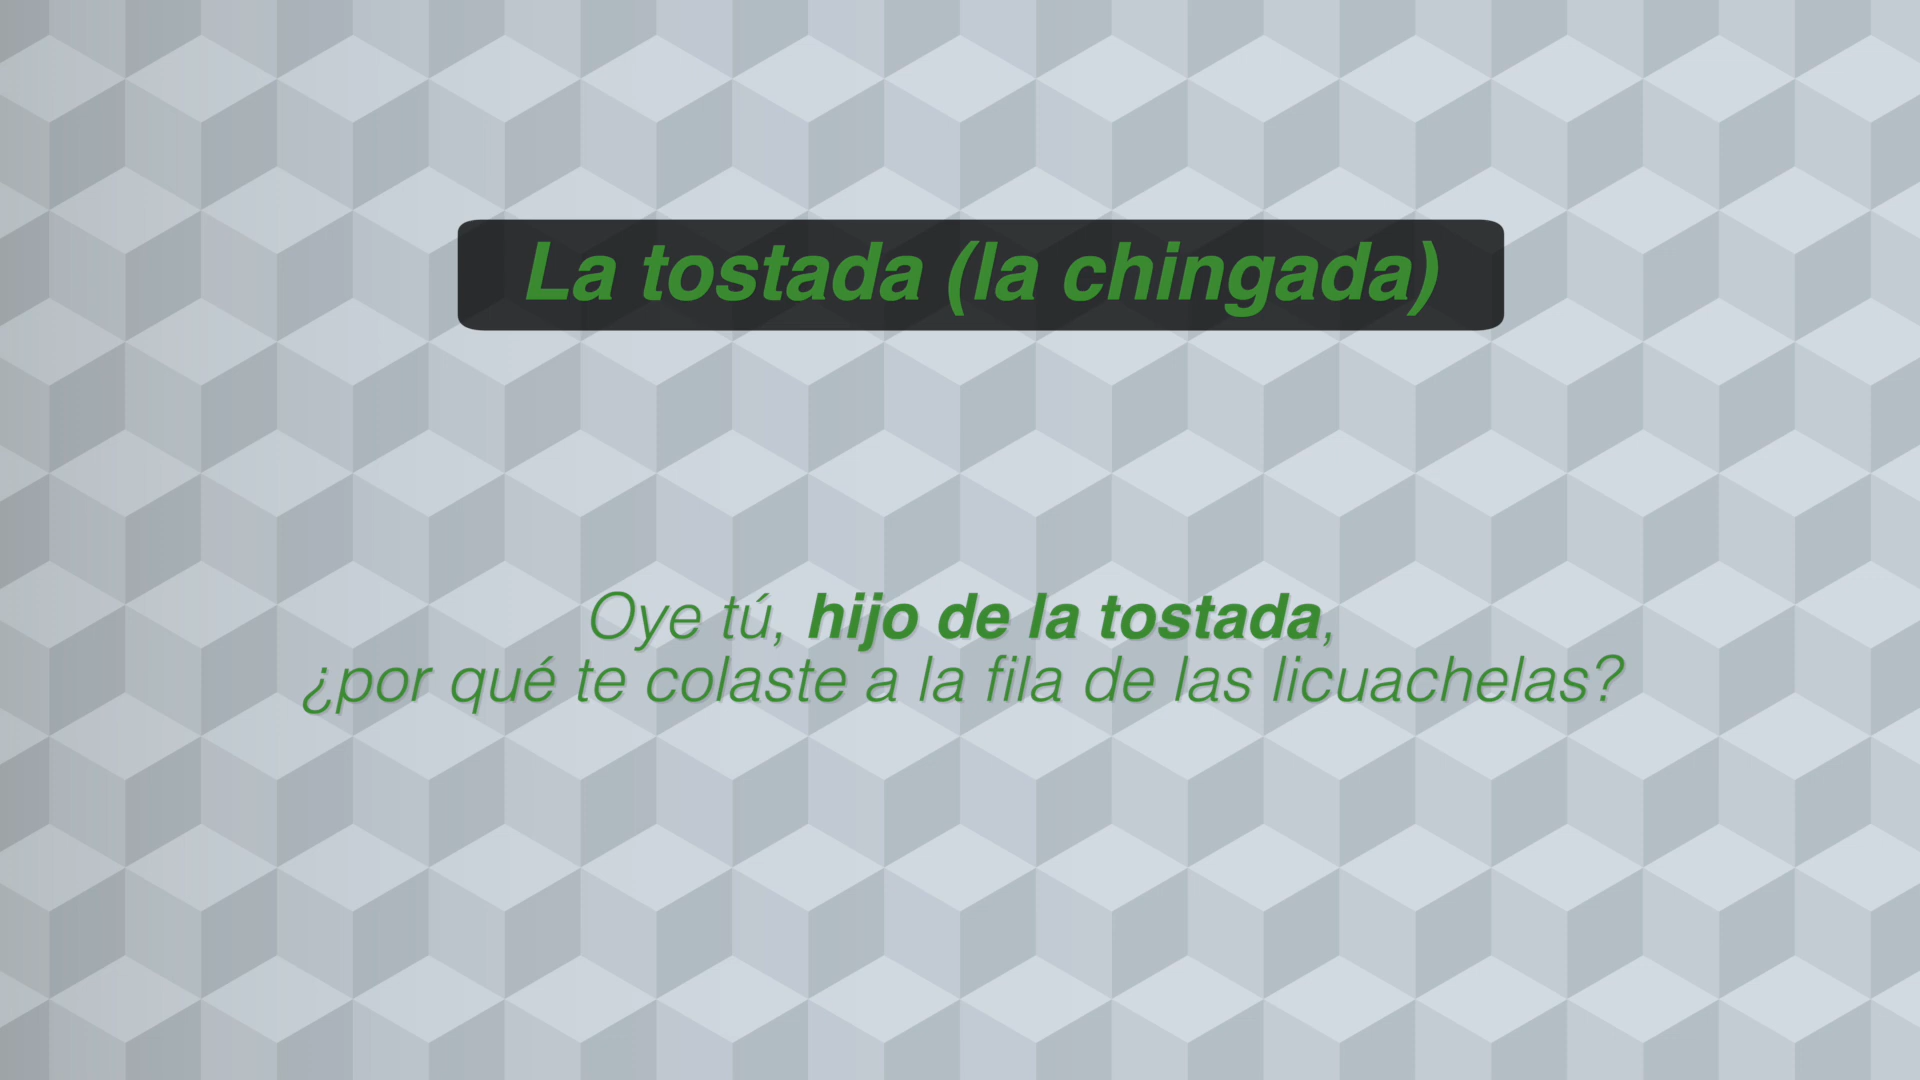 La tostada (la chingada)
Oye tú, hijo de la tostada,
¿por qué te colaste a la fila de las licuachelas?